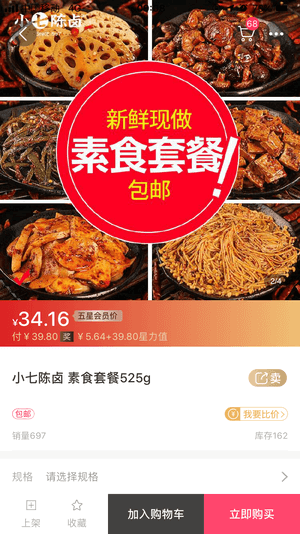 小七陈卤
68
新鲜现做
素食套餐!
包邮
2/4
¥34.16 五星会员价
付￥39.80 奖 ￥5.64+39.80星力值
小七陈卤 素食套餐525g
卖
包邮
我要比价>
销量697
库存162
规格 请选择规格
上架
收藏
加入购物车
立即购买